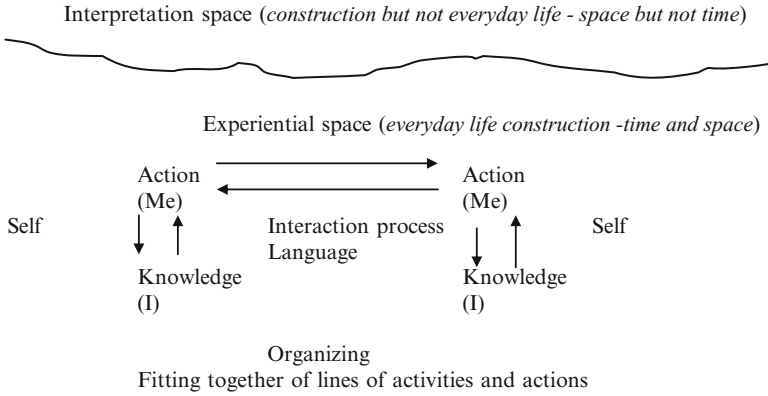 Interpretation space (construction but not everyday life - space but not time)
Experiential space (everyday life construction -time and space)
Action
(Me)
Action
(Me)
Self
Interaction process
Language
Self
Knowledge
(I)
Knowledge
(I)
Organizing
Fitting together of lines of activities and actions